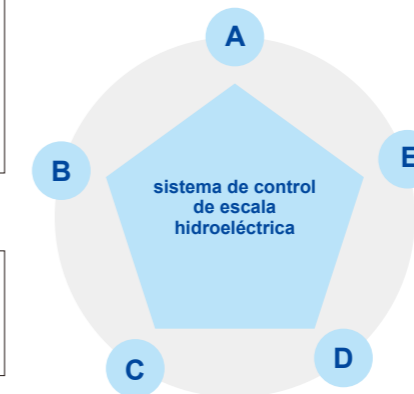 A
B
E
sistema de control
de escala
hidroeléctrica
C
D